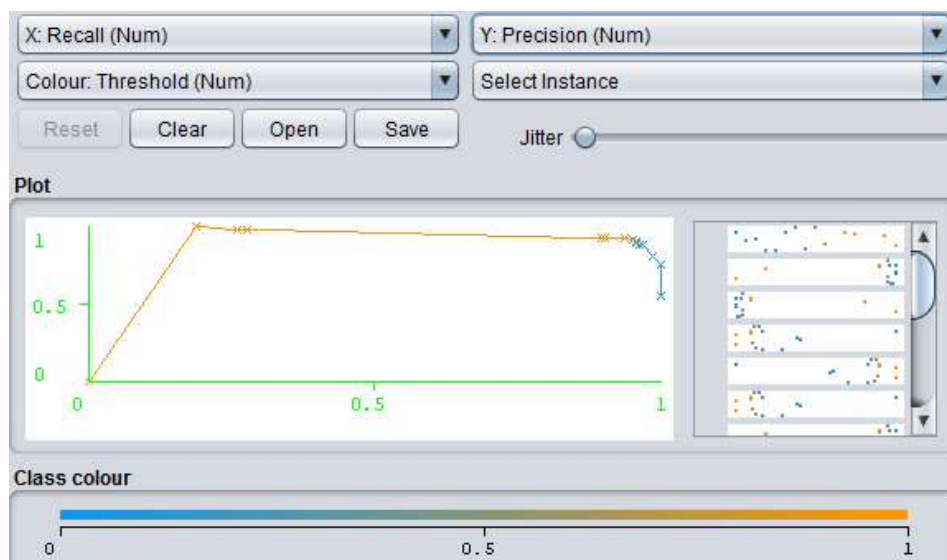 X: Recall (Num) Y: Precision (Num)
Colour: Threshold (Num) Select Instance
Reset Clear Open Save Jitter
Plot
1
0.5
0
0 0.5 1
Class colour
0 0.5 1